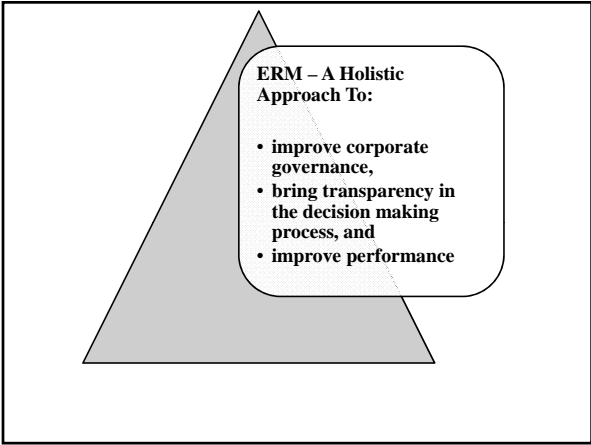 ERM – A Holistic
Approach To:
• improve corporate
governance,
• bring transparency in
the decision making
process, and
• improve performance